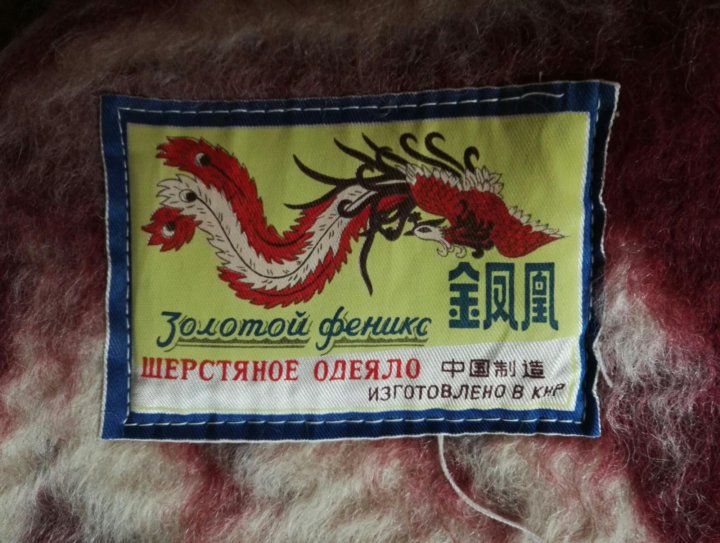 Золотой феникс 金凤凰
ШЕРСТЯНОЕ ОДЕЯЛО 中国制造
ИЗГОТОВЛЕНО В КНР